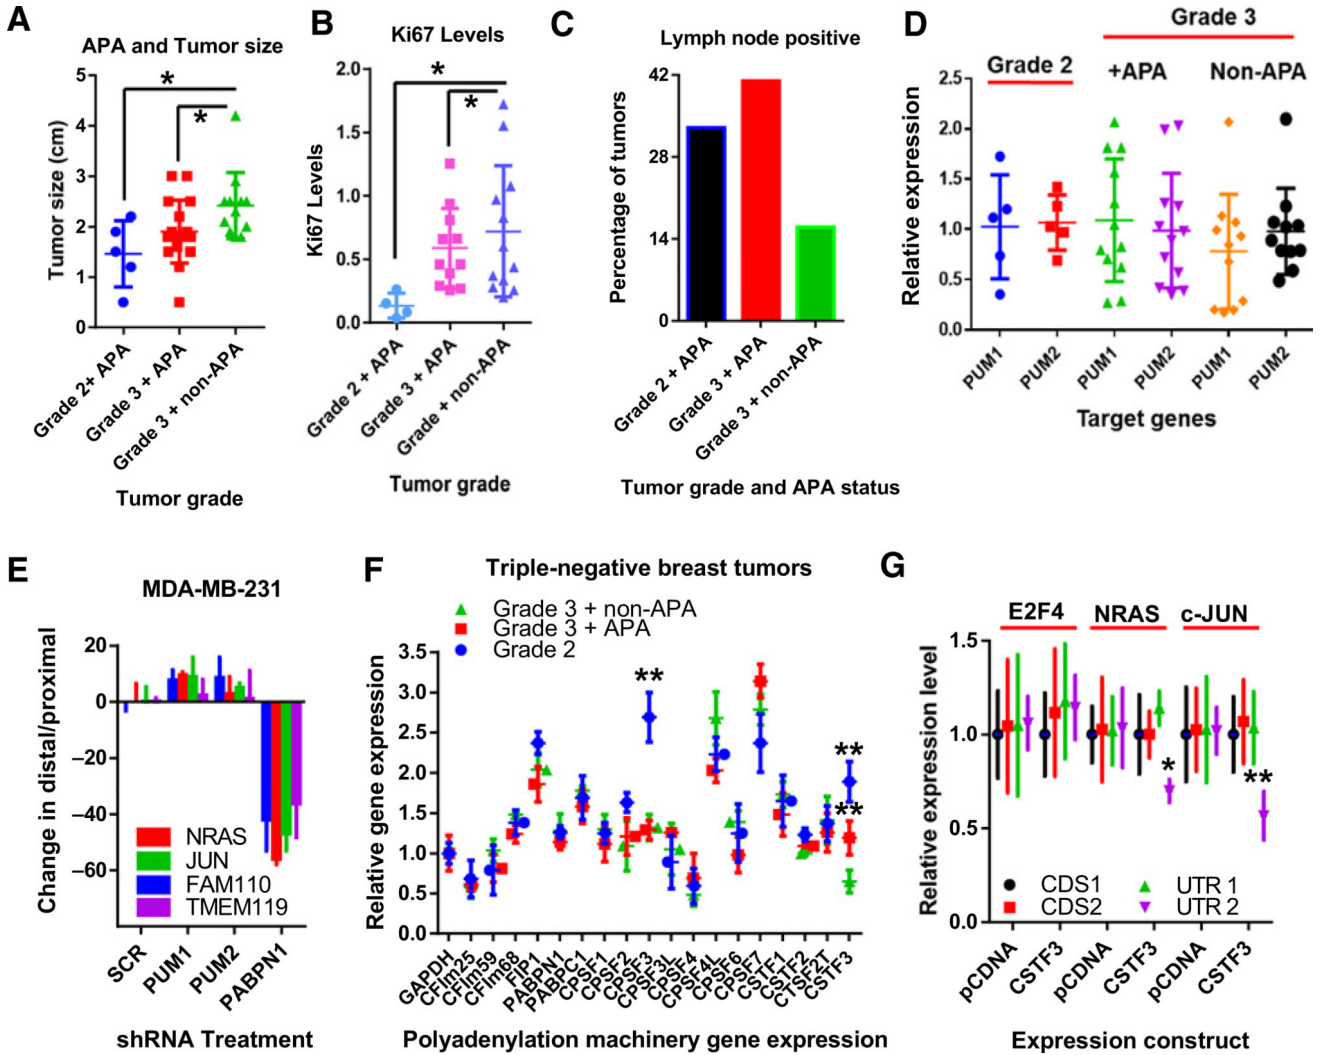 A
APA and Tumor size
Tumor size (cm)
5
4
3
2
1
0
*
*
Grade 2+ APA
Grade 3 + APA
Grade 3 + non-APA
Tumor grade
B
Ki67 Levels
Ki67 Levels
2.0
1.5
1.0
0.5
0.0
*
*
Grade 2 + APA
Grade 3 + APA
Grade + non-APA
Tumor grade
C
Lymph node positive
Percentage of tumors
42
28
14
0
Grade 2 + APA
Grade 3 + APA
Grade 3 + non-APA
Tumor grade and APA status
D
Grade 3
Grade 2
+APA
Non-APA
Relative expression
2.5
2.0
1.5
1.0
0.5
0.0
PUM1
PUM2
PUM1
PUM2
PUM1
PUM2
Target genes
E
MDA-MB-231
Change in distal/proximal
20
0
−20
−40
−60
NRAS
JUN
FAM110
TMEM119
SCR
PUM1
PUM2
PABPN1
shRNA Treatment
F
Triple-negative breast tumors
Grade 3 + non-APA
Grade 3 + APA
Grade 2
Relative gene expression
3.5
3.0
2.5
2.0
1.5
1.0
0.5
0.0
**
**
**
GAPDH
CFIm25
CFIm59
CFIm68
FIP1
PABPN1
PABPC1
CPSF1
CPSF2
CPSF3
CPSF3L
CPSF4
CPSF4L
CPSF6
CPSF7
CSTF1
CSTF2
CTSF2T
CSTF3
Polyadenylation machinery gene expression
G
E2F4
NRAS
c-JUN
Relative expression level
1.5
1.0
0.5
0.0
*
**
CDS1
CDS2
UTR 1
UTR 2
pCDNA
CSTF3
pCDNA
CSTF3
pCDNA
CSTF3
Expression construct